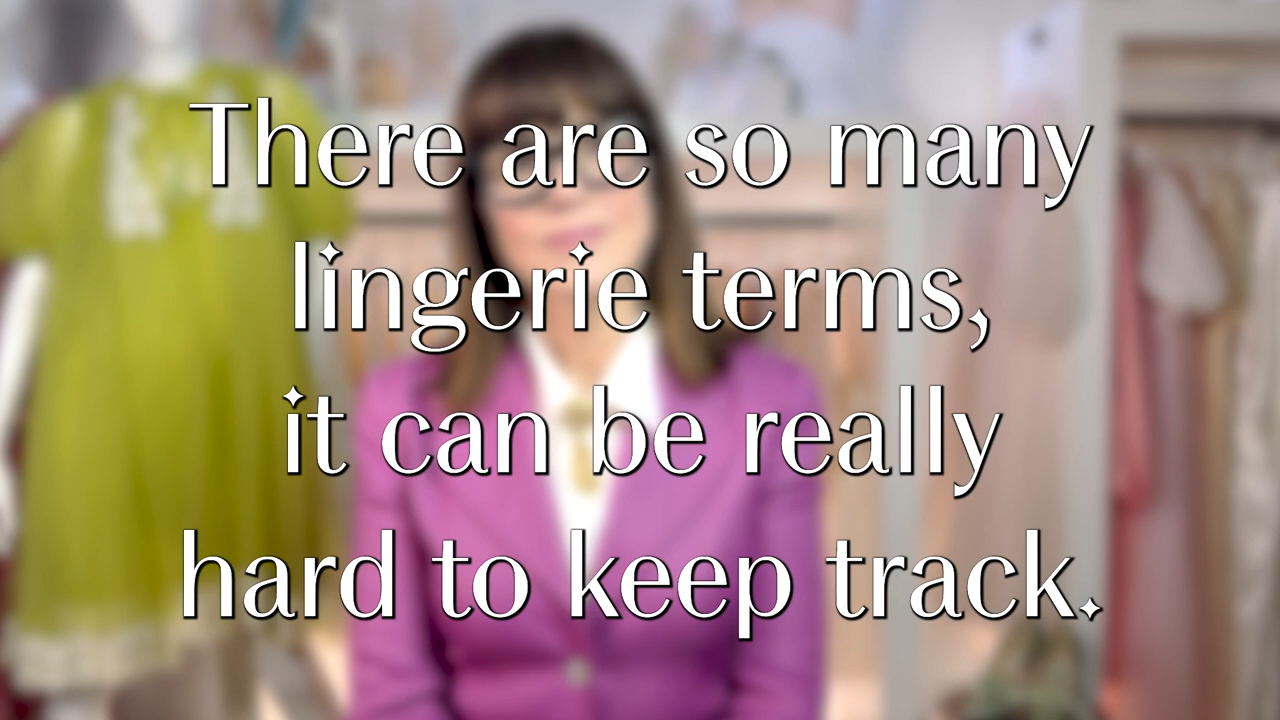 There are so many
lingerie terms,
it can be really
hard to keep track.